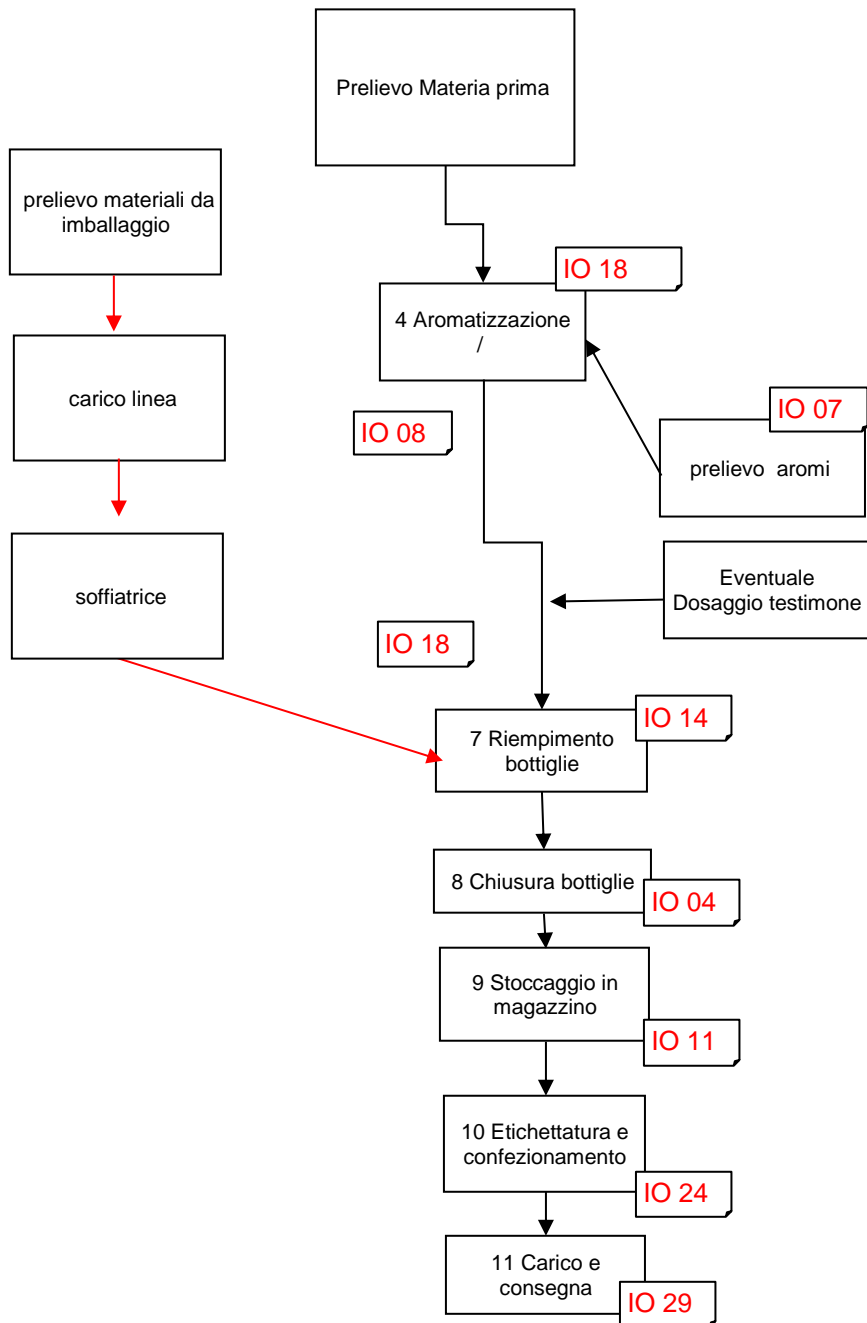 Prelievo Materia prima
prelievo materiali da
imballaggio
IO 18
4 Aromatizzazione
/
carico linea
IO 07
IO 08
prelievo aromi
Eventuale
Dosaggio testimone
soffiatrice
IO 18
IO 14
7 Riempimento
bottiglie
8 Chiusura bottiglie
IO 04
9 Stoccaggio in
magazzino
IO 11
10 Etichettatura e
confezionamento
IO 24
11 Carico e
consegna
IO 29